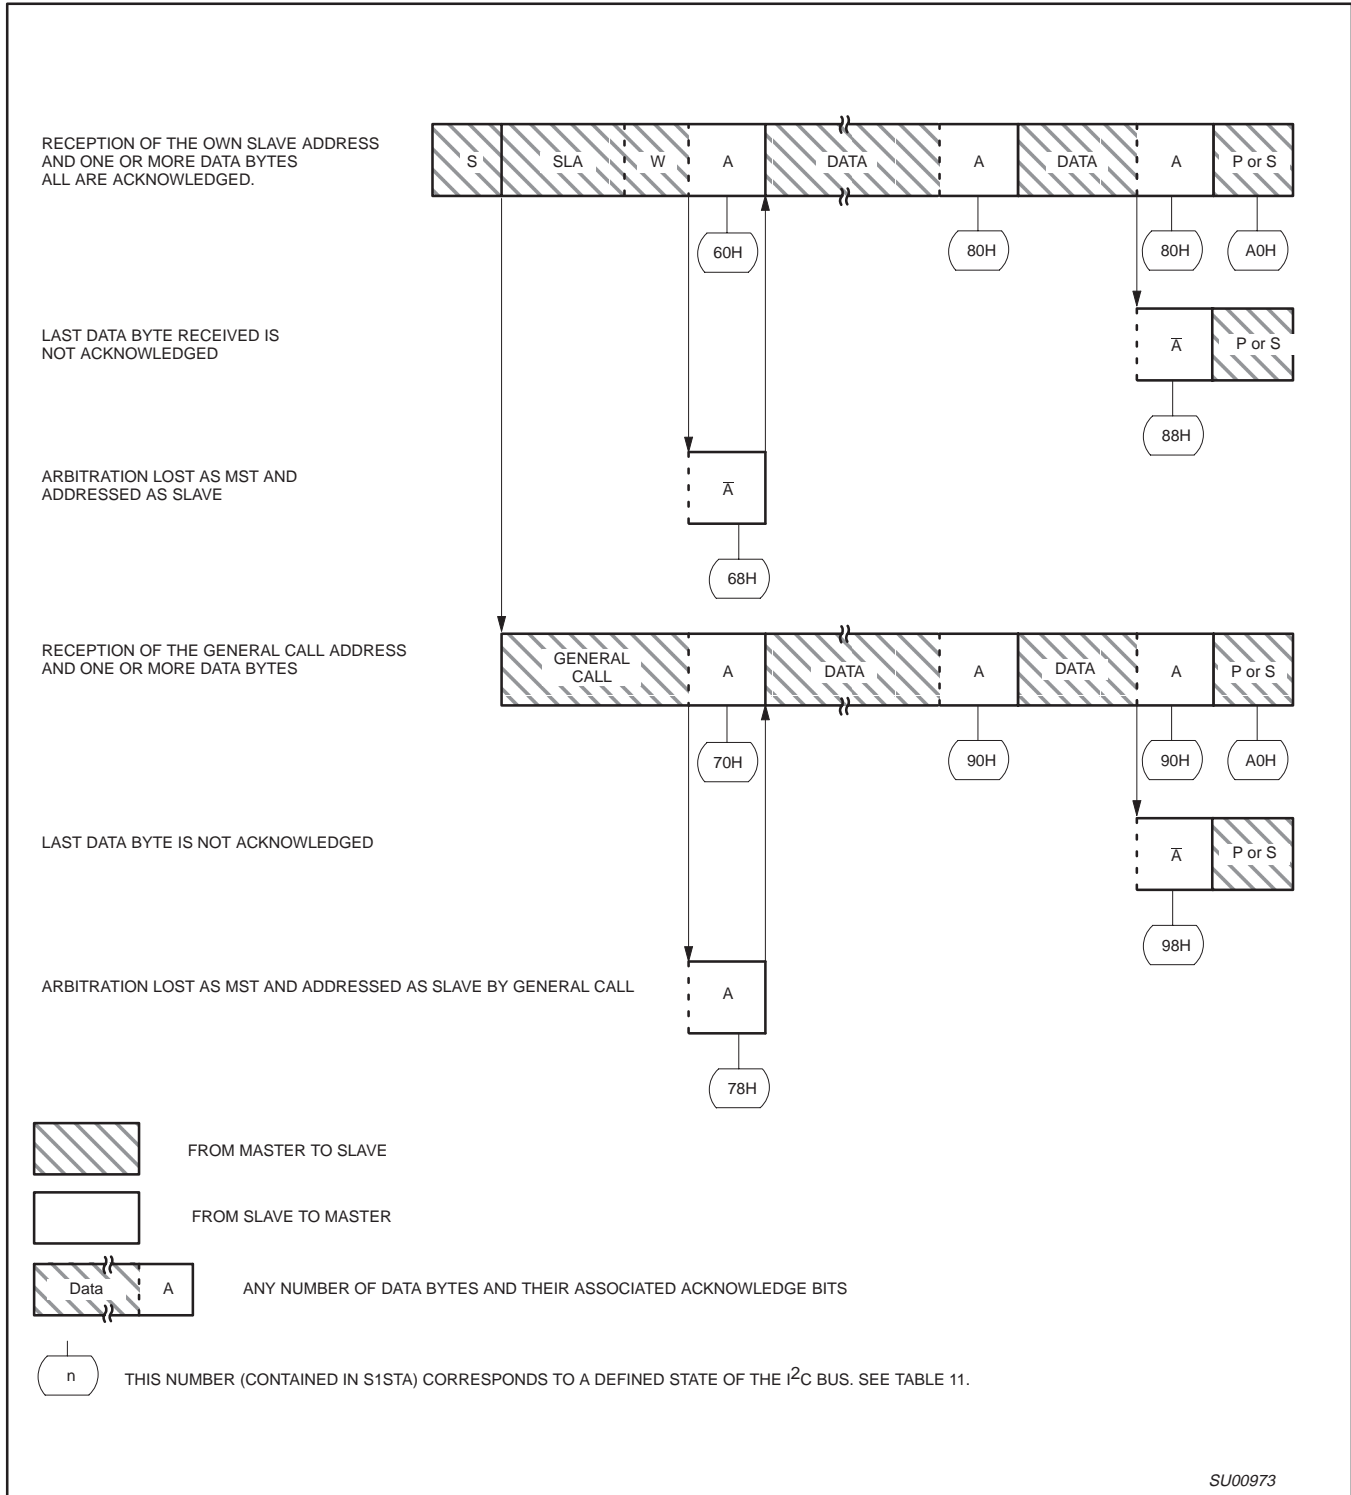 RECEPTION OF THE OWN SLAVE ADDRESS
AND ONE OR MORE DATA BYTES
ALL ARE ACKNOWLEDGED.
S SLA W A DATA A DATA A P or S
60H 80H 80H A0H
LAST DATA BYTE RECEIVED IS
NOT ACKNOWLEDGED
A̅ P or S
88H
ARBITRATION LOST AS MST AND
ADDRESSED AS SLAVE
A̅
68H
RECEPTION OF THE GENERAL CALL ADDRESS
AND ONE OR MORE DATA BYTES
GENERAL
CALL
A DATA A DATA A P or S
70H 90H 90H A0H
LAST DATA BYTE IS NOT ACKNOWLEDGED
A̅ P or S
98H
ARBITRATION LOST AS MST AND ADDRESSED AS SLAVE BY GENERAL CALL
A
78H
FROM MASTER TO SLAVE
FROM SLAVE TO MASTER
Data A
ANY NUMBER OF DATA BYTES AND THEIR ASSOCIATED ACKNOWLEDGE BITS
n
THIS NUMBER (CONTAINED IN S1STA) CORRESPONDS TO A DEFINED STATE OF THE I²C BUS. SEE TABLE 11.
SU00973